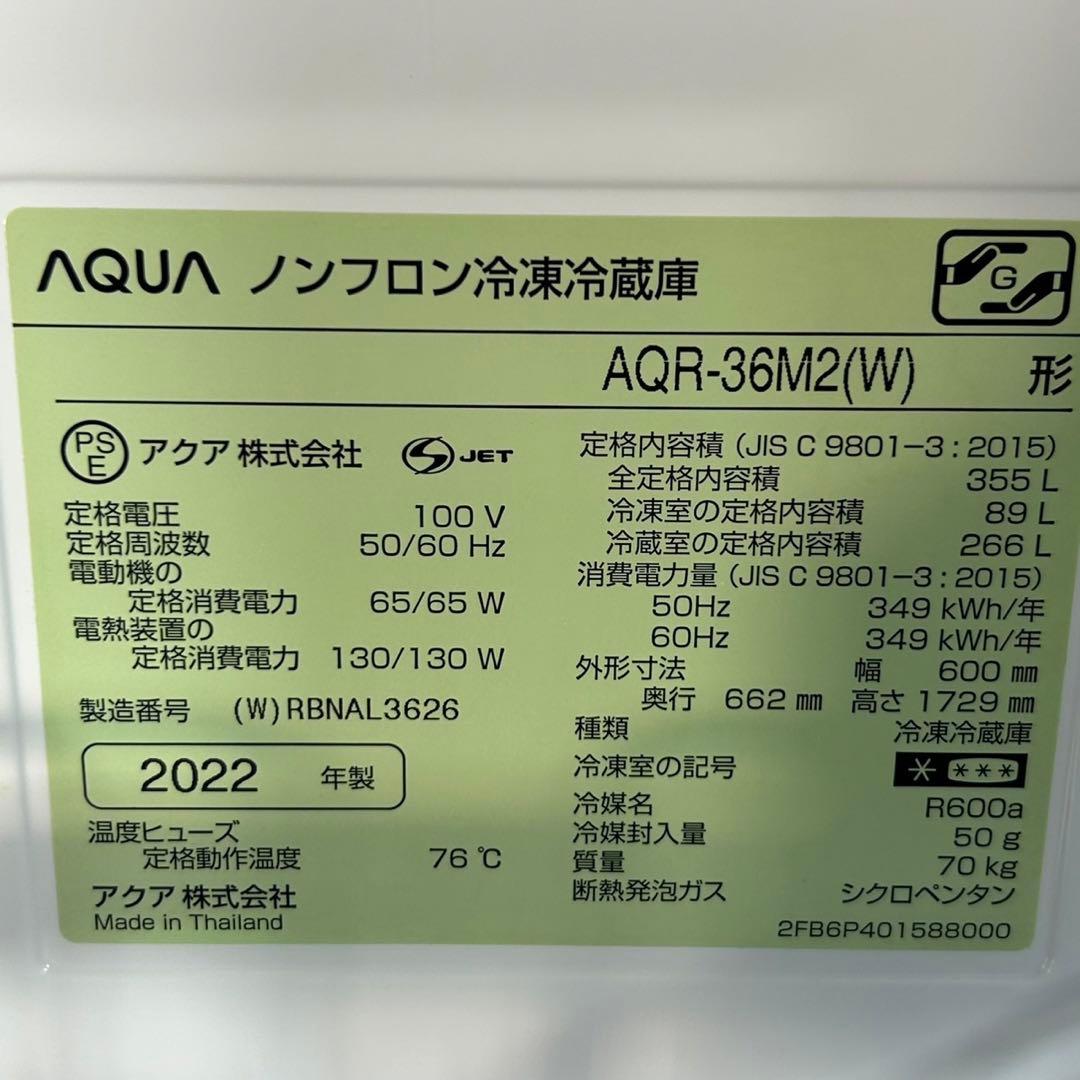 AQUA ノンフロン冷凍冷蔵庫
G
AQR-36M2(W) 形
PSE アクア 株式会社 S JET
定格電圧 100 V
定格周波数 50/60 Hz
電動機の
定格消費電力 65/65 W
電熱装置の
定格消費電力 130/130 W
製造番号 (W)RBNAL3626
2022 年製
温度ヒューズ
定格動作温度 76 ℃
アクア 株式会社
Made in Thailand
定格内容積 (JIS C 9801-3 : 2015)
全定格内容積 355 L
冷凍室の定格内容積 89 L
冷蔵室の定格内容積 266 L
消費電力量 (JIS C 9801-3 : 2015)
50Hz 349 kWh/年
60Hz 349 kWh/年
外形寸法 幅 600 ㎜
奥行 662 ㎜ 高さ 1729 ㎜
種類 冷凍冷蔵庫
冷凍室の記号 * ***
冷媒名 R600a
冷媒封入量 50 g
質量 70 kg
断熱発泡ガス シクロペンタン
2FB6P401588000